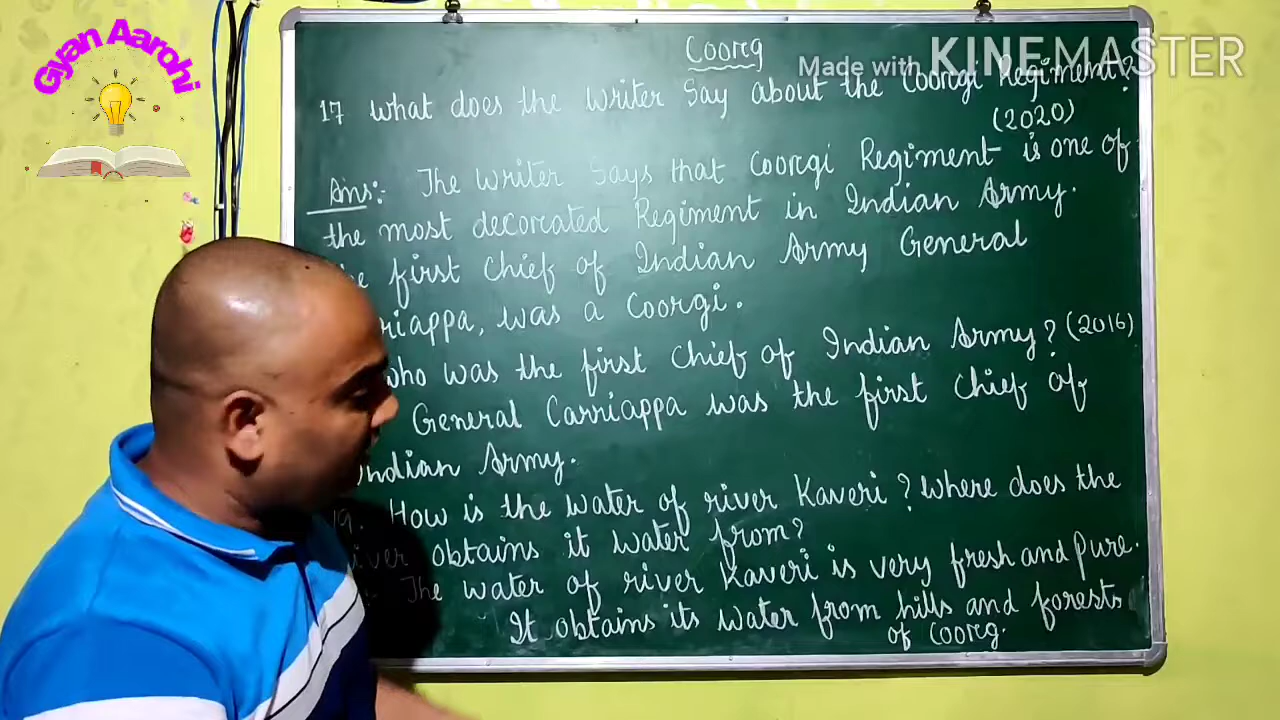 Gyan Aarohi
Made with KINEMASTER
Coorg
17 What does the writer Say about the Coorgi Regiment?
(2020)
Ans:- The writer Says that Coorgi Regiment is one of
the most decorated Regiment in Indian Army.
first chief of Indian Army General
riappa, was a Coorgi.
who was the first chief of Indian Army? (2016)
General Carriappa was the first chief of
Indian Army.
19. How is the water of river Kaveri? Where does the
river obtains it water from?
The water of river Kaveri is very fresh and pure.
It obtains its water from hills and forests
of Coorg.